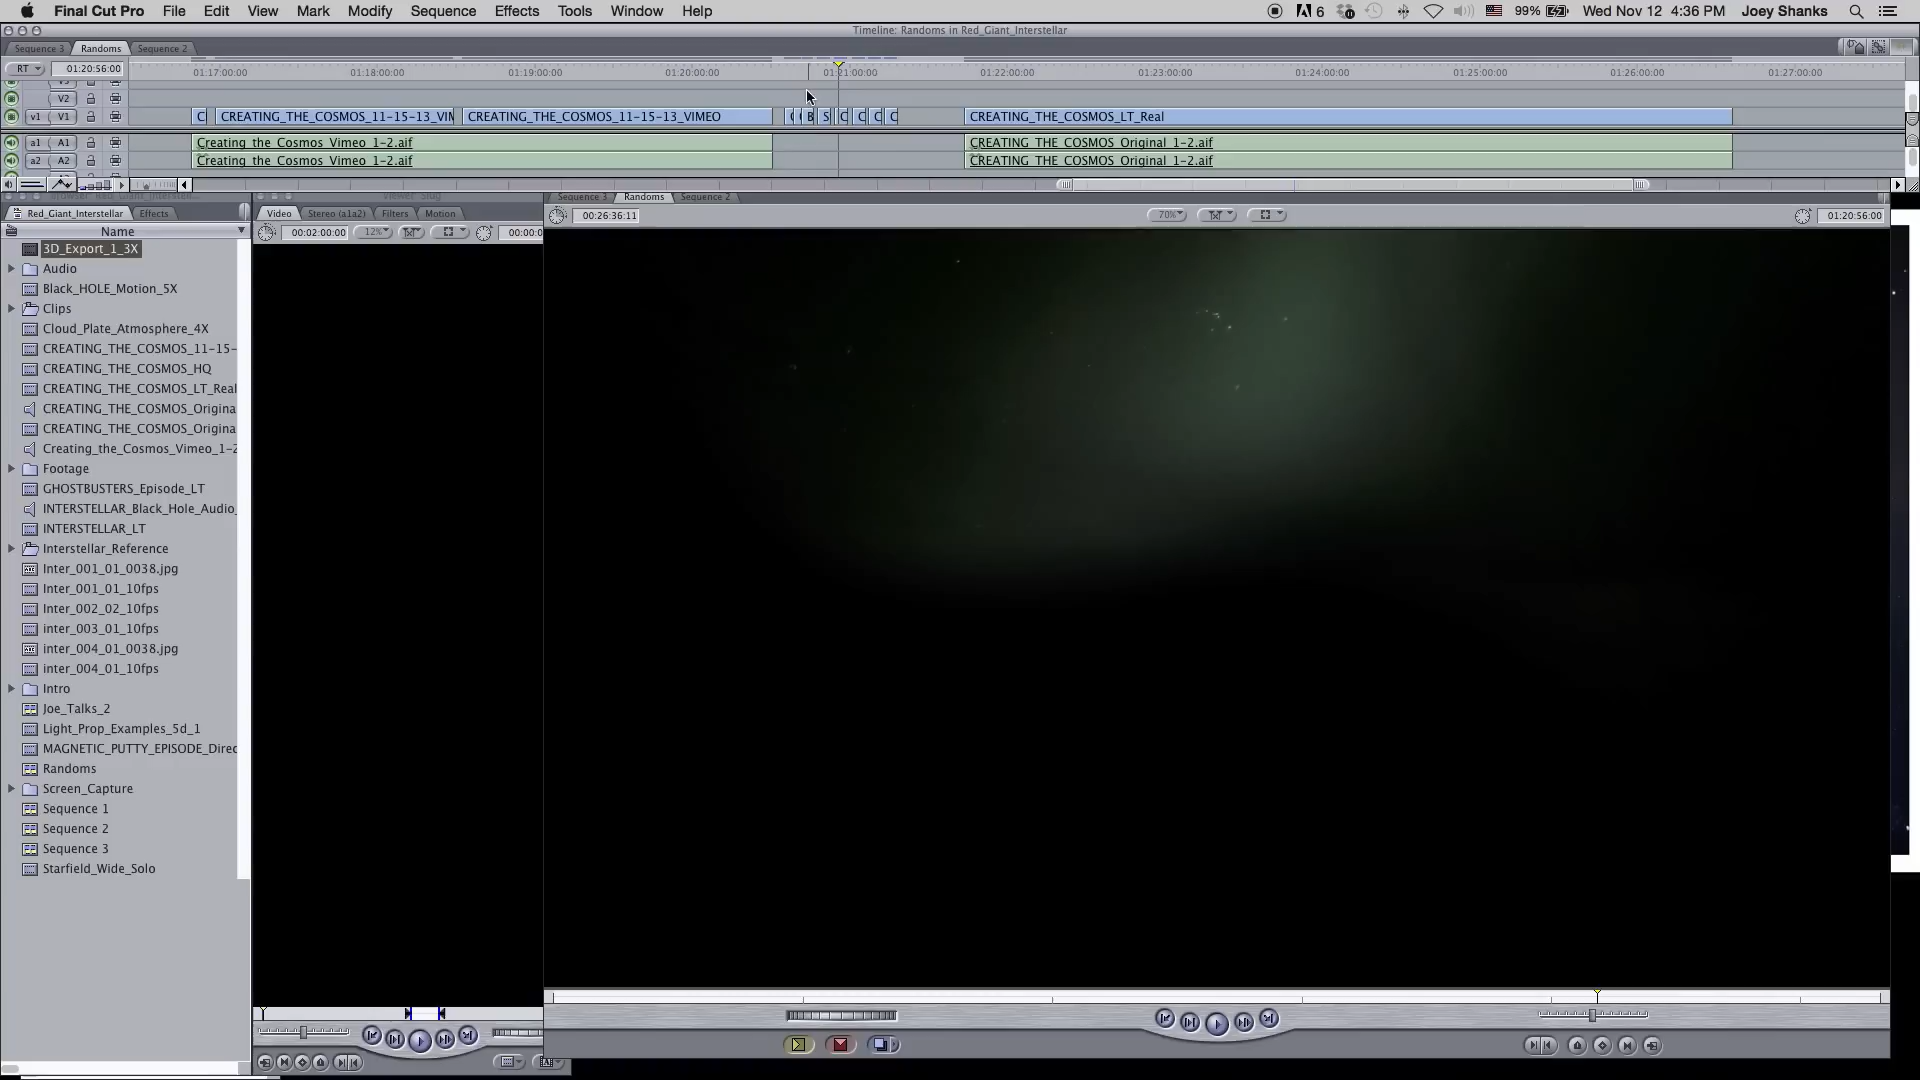 Final Cut Pro File Edit View Mark Modify Sequence Effects Tools Window Help 6 99% Wed Nov 12 4:36 PM Joey Shanks
Timeline: Randoms in Red_Giant_Interstellar
Sequence 3 Randoms Sequence 2
RT 01:20:56:00 01:17:00:00 01:18:00:00 01:19:00:00 01:20:00:00 01:21:00:00 01:22:00:00 01:23:00:00 01:24:00:00 01:25:00:00 01:26:00:00 01:27:00:00
V2
v1 V1 C CREATING_THE_COSMOS_11-15-13_VIM CREATING_THE_COSMOS_11-15-13_VIMEO B S C C C C CREATING_THE_COSMOS_LT_Real
a1 A1 Creating_the_Cosmos_Vimeo_1-2.aif CREATING_THE_COSMOS_Original_1-2.aif
a2 A2 Creating_the_Cosmos_Vimeo_1-2.aif CREATING_THE_COSMOS_Original_1-2.aif
Sequence 3 Randoms Sequence 2
Red_Giant_Interstellar Effects Video Stereo (a1a2) Filters Motion 00:26:36:11 70% 01:20:56:00
Name 00:02:00:00 12% 00:00:0
3D_Export_1_3X
Audio
Black_HOLE_Motion_5X
Clips
Cloud_Plate_Atmosphere_4X
CREATING_THE_COSMOS_11-15-
CREATING_THE_COSMOS_HQ
CREATING_THE_COSMOS_LT_Real
CREATING_THE_COSMOS_Origina
CREATING_THE_COSMOS_Origina
Creating_the_Cosmos_Vimeo_1-2
Footage
GHOSTBUSTERS_Episode_LT
INTERSTELLAR_Black_Hole_Audio_
INTERSTELLAR_LT
Interstellar_Reference
Inter_001_01_0038.jpg
Inter_001_01_10fps
Inter_002_02_10fps
inter_003_01_10fps
inter_004_01_0038.jpg
inter_004_01_10fps
Intro
Joe_Talks_2
Light_Prop_Examples_5d_1
MAGNETIC_PUTTY_EPISODE_Direc
Randoms
Screen_Capture
Sequence 1
Sequence 2
Sequence 3
Starfield_Wide_Solo